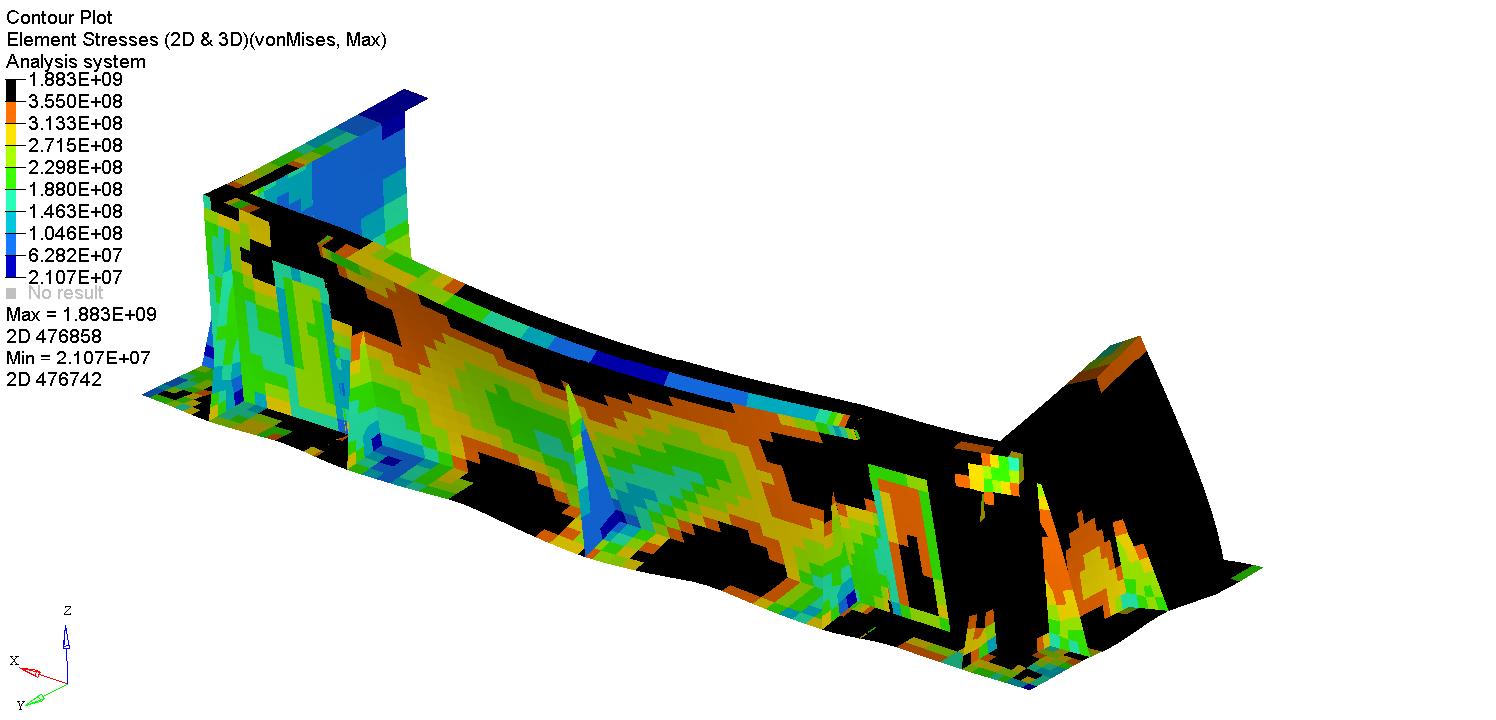 Contour Plot
Element Stresses (2D & 3D)(vonMises, Max)
Analysis system
1.883E+09
3.550E+08
3.133E+08
2.715E+08
2.298E+08
1.880E+08
1.463E+08
1.046E+08
6.282E+07
2.107E+07
No result
Max = 1.883E+09
2D 476858
Min = 2.107E+07
2D 476742
Z
X
Y